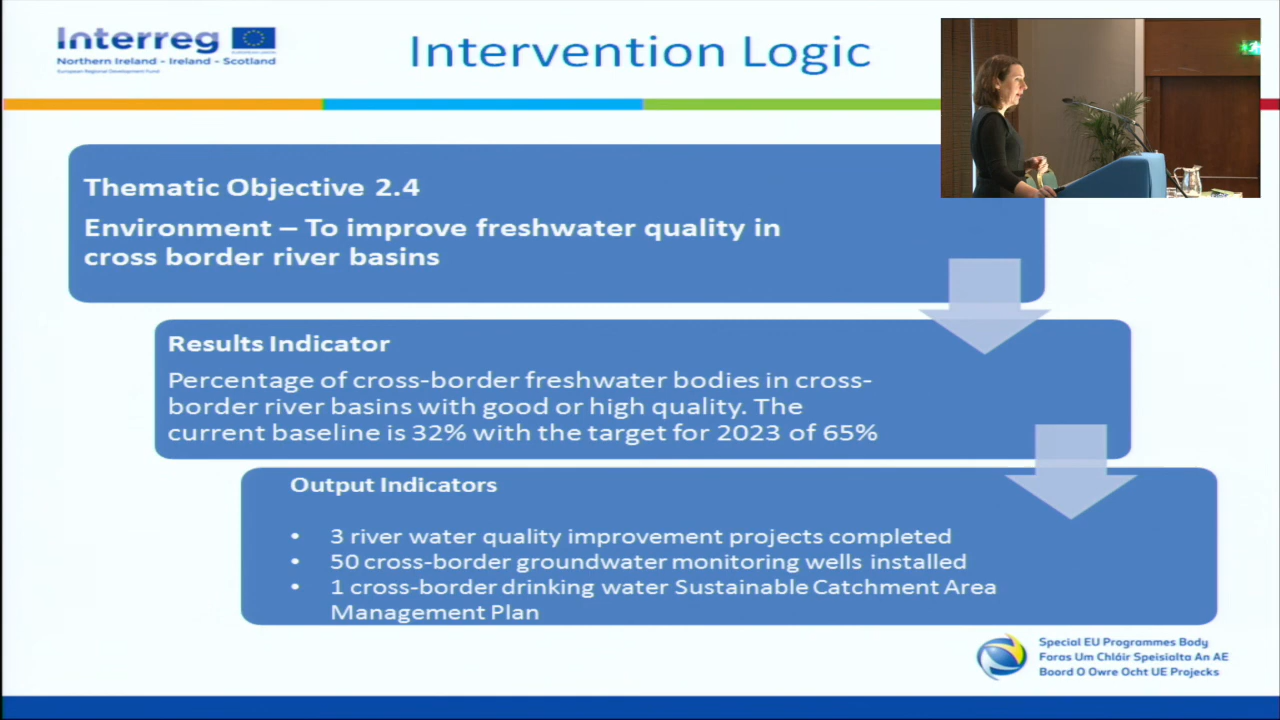 Interreg
Northern Ireland - Ireland - Scotland
European Regional Development Fund
Intervention Logic
Thematic Objective 2.4
Environment – To improve freshwater quality in
cross border river basins
Results Indicator
Percentage of cross-border freshwater bodies in cross-
border river basins with good or high quality. The
current baseline is 32% with the target for 2023 of 65%
Output Indicators
• 3 river water quality improvement projects completed
• 50 cross-border groundwater monitoring wells installed
• 1 cross-border drinking water Sustainable Catchment Area
Management Plan
Special EU Programmes Body
Foras Um Chláir Speisialta An AE
Boord O Owre Ocht UE Projecks